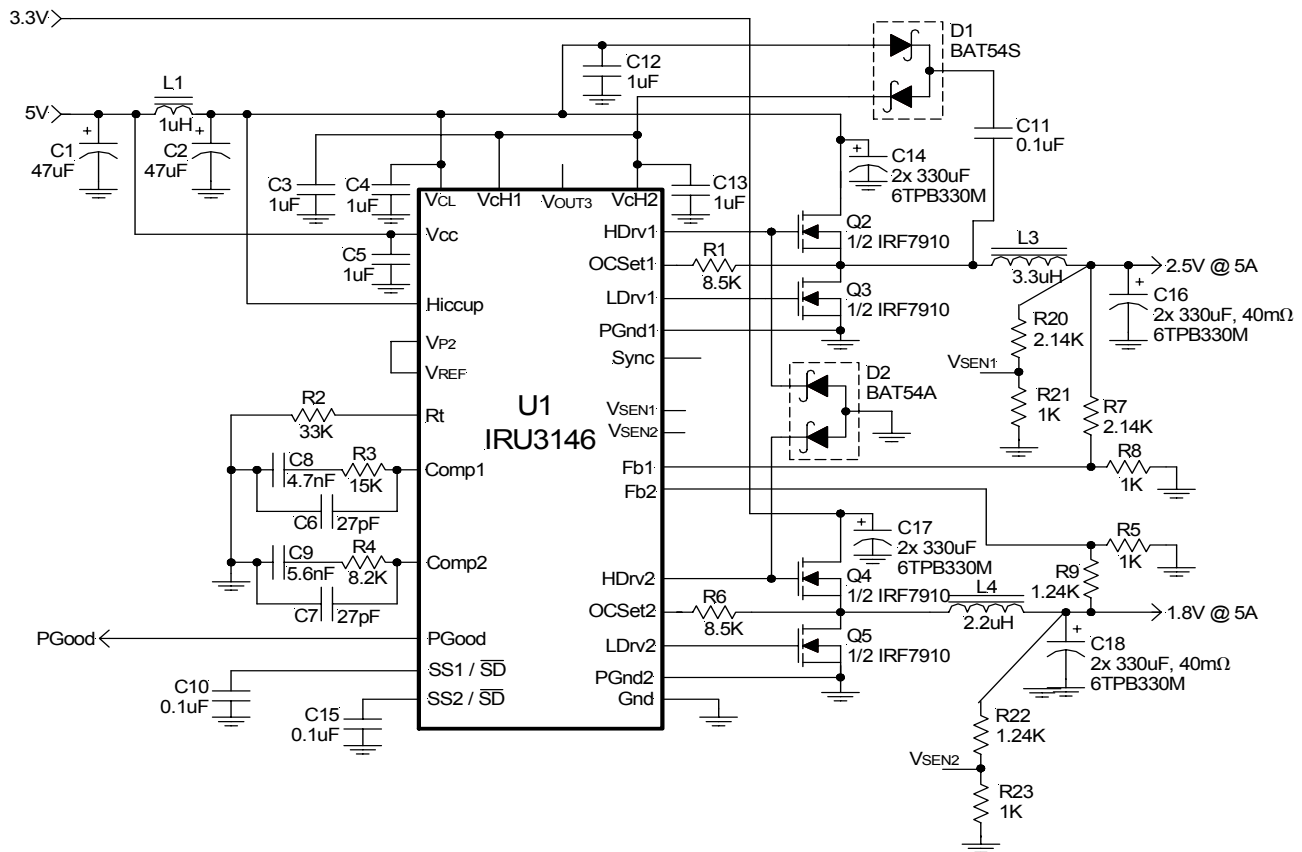 3.3V
D1
BAT54S
C12
1uF
L1
1uH
5V
+
C1
47uF
+
C2
47uF
C11
0.1uF
C3
1uF
C4
1uF
C13
1uF
+
C14
2x 330uF
6TPB330M
VCL
VcH1
VOUT3
VcH2
Vcc
C5
1uF
Hiccup
VP2
VREF
Rt
R2
33K
C8
4.7nF
R3
15K
Comp1
C6
27pF
C9
5.6nF
R4
8.2K
Comp2
C7
27pF
PGood
PGood
SS1 / SD
C10
0.1uF
SS2 / SD
C15
0.1uF
U1
IRU3146
HDrv1
OCSet1
LDrv1
PGnd1
Sync
VSEN1
VSEN2
Fb1
Fb2
HDrv2
OCSet2
LDrv2
PGnd2
Gnd
R1
8.5K
Q2
1/2 IRF7910
Q3
1/2 IRF7910
L3
3.3uH
2.5V @ 5A
+
C16
2x 330uF, 40mΩ
6TPB330M
R20
2.14K
VSEN1
R21
1K
R7
2.14K
R8
1K
D2
BAT54A
+
C17
2x 330uF
6TPB330M
R5
1K
R9
1.24K
Q4
1/2 IRF7910
R6
8.5K
L4
2.2uH
1.8V @ 5A
Q5
1/2 IRF7910
+
C18
2x 330uF, 40mΩ
6TPB330M
R22
1.24K
VSEN2
R23
1K